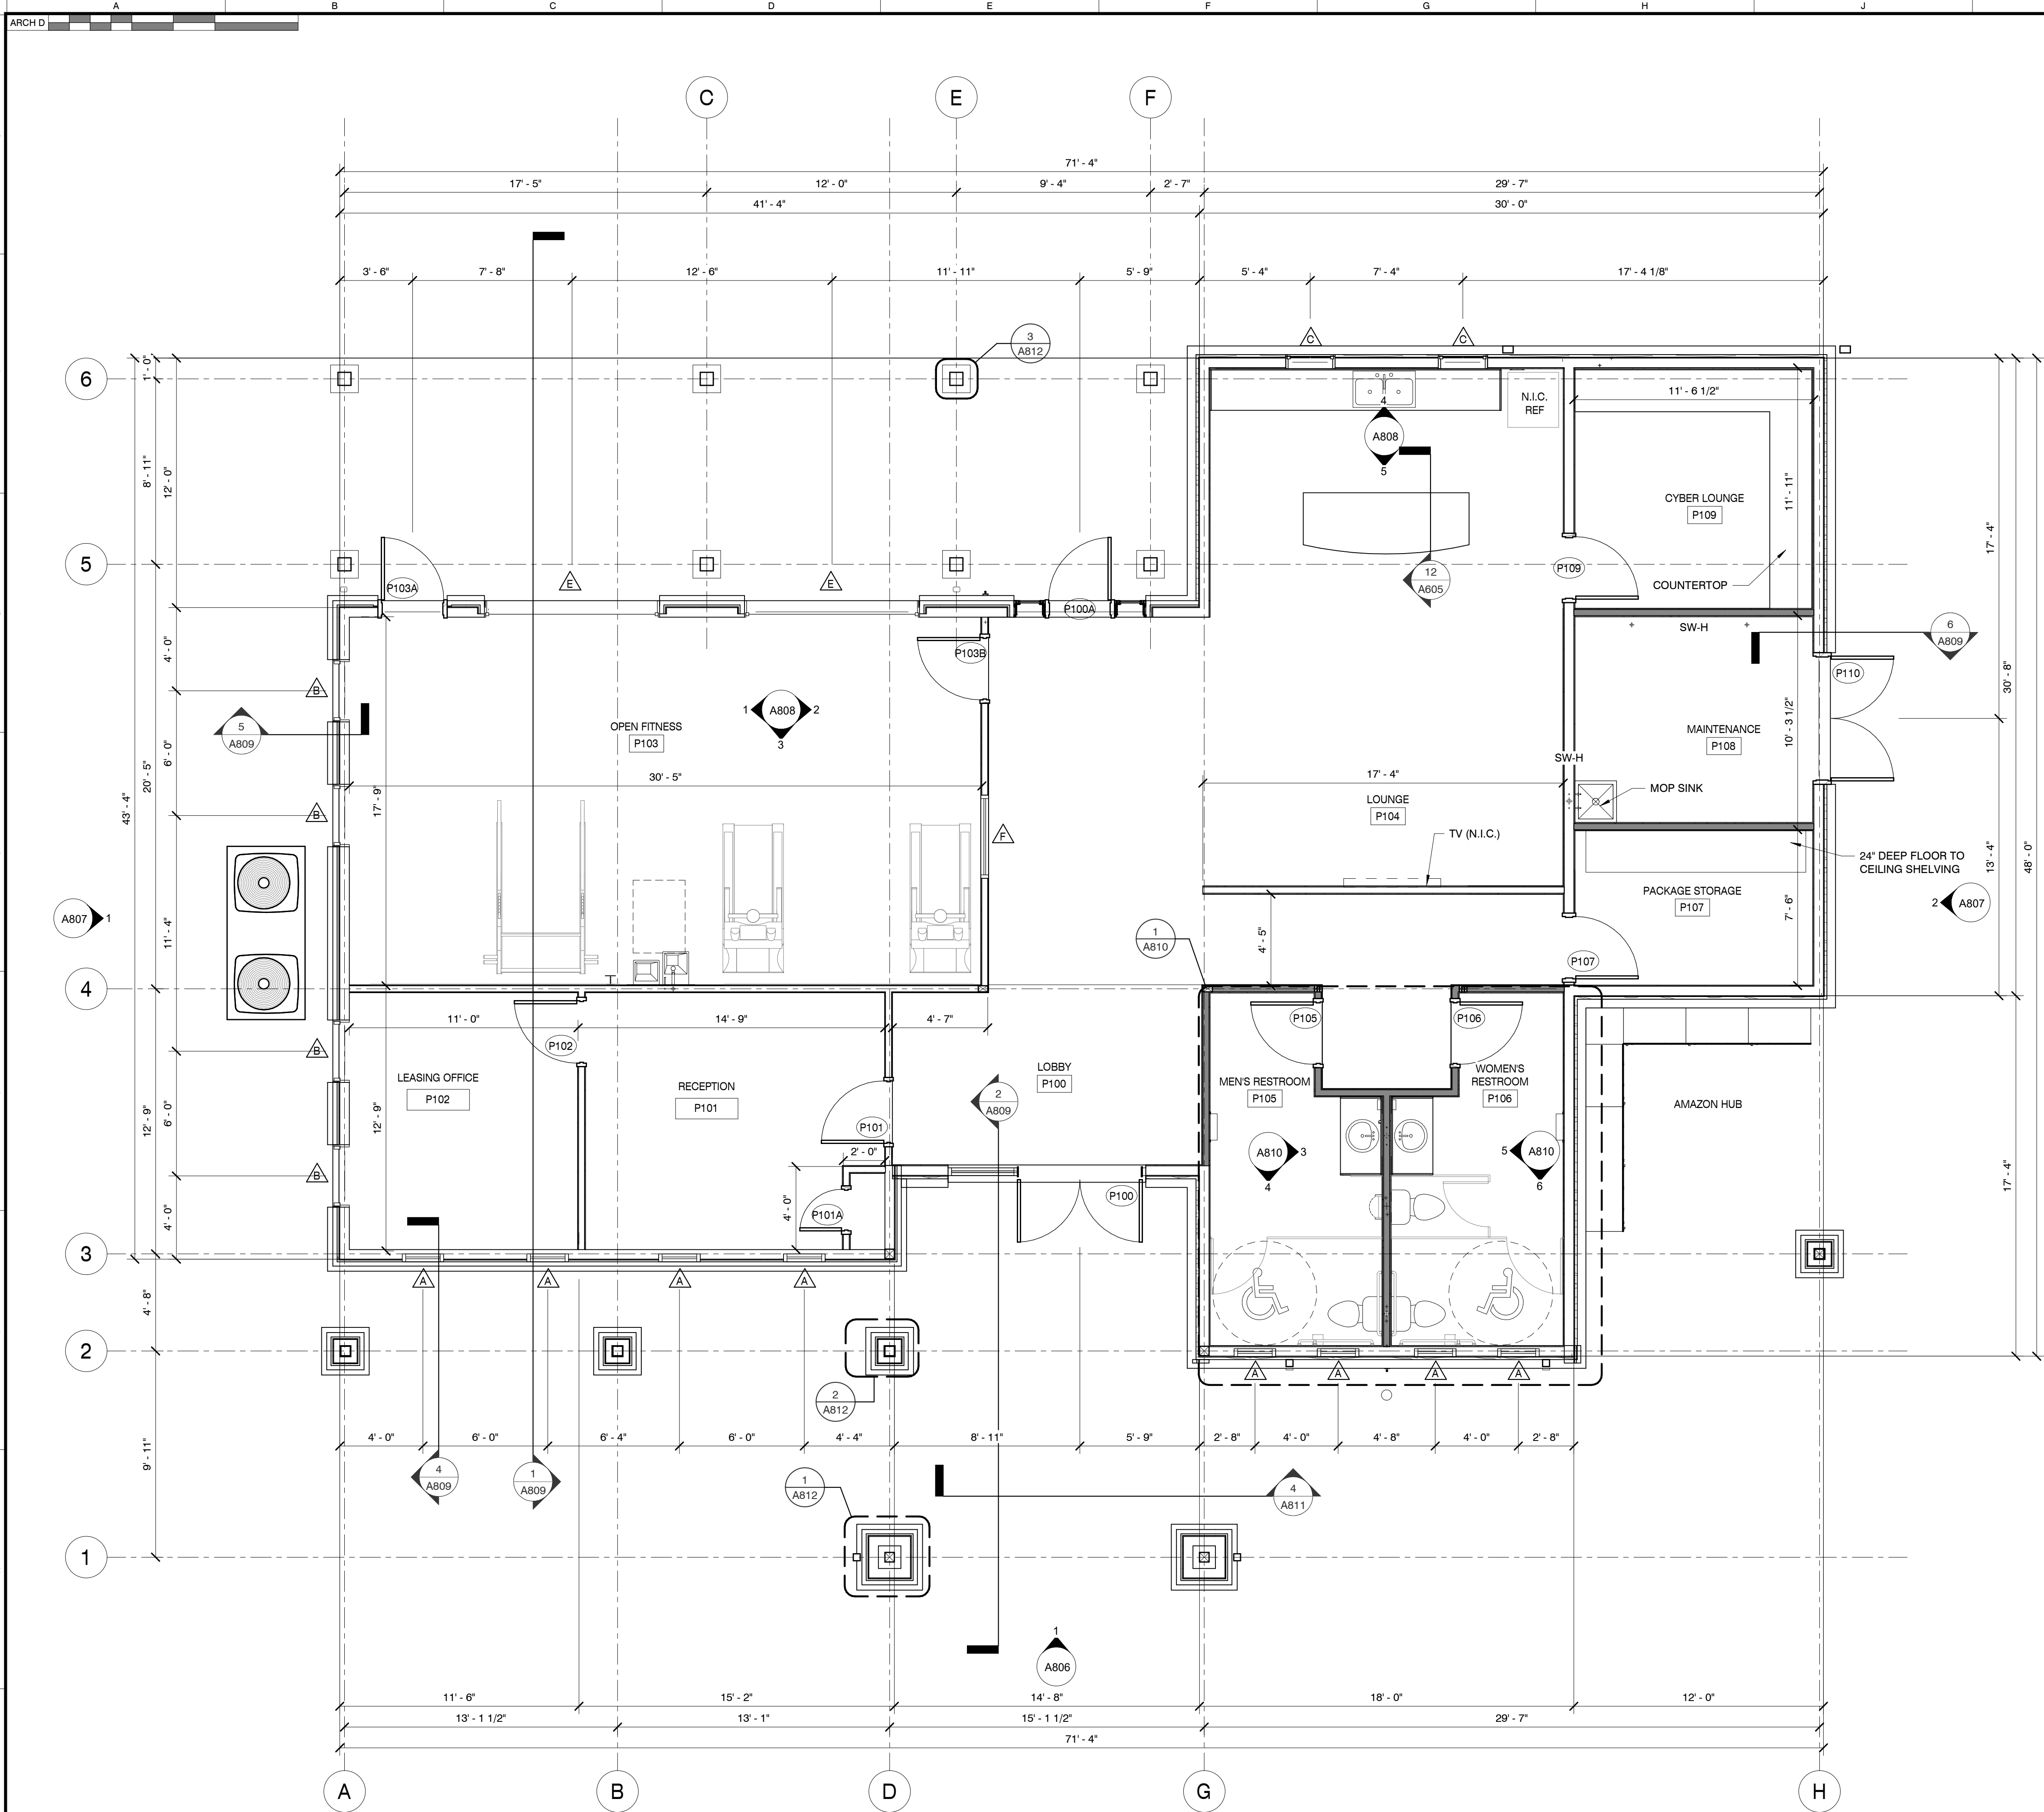 A B C D E F G H J
ARCH D
C E F
71' - 4"
17' - 5" 12' - 0" 9' - 4" 2' - 7" 29' - 7"
41' - 4" 30' - 0"
3' - 6" 7' - 8" 12' - 6" 11' - 11" 5' - 9" 5' - 4" 7' - 4" 17' - 4 1/8"
C C
3
A812
6
1' - 0"
8' - 11"
12' - 0"
N.I.C.
REF
11' - 6 1/2"
4
A808
5
CYBER LOUNGE
P109
11' - 11"
17' - 4"
5
P103A
E E
P100A
12
A605
P109
COUNTERTOP
SW-H
6
A809
4' - 0"
P103B
P110
30' - 8"
B
5
A809
OPEN FITNESS
P103
1 A808 2
3
MAINTENANCE
P108
10' - 3 1/2"
SW-H
6' - 0"
20' - 5"
43' - 4"
30' - 5"
17' - 9"
17' - 4"
LOUNGE
P104
MOP SINK
B
F
TV (N.I.C.)
24" DEEP FLOOR TO
CEILING SHELVING
13' - 4"
48' - 0"
PACKAGE STORAGE
P107
7' - 6"
A807 1
2 A807
11' - 4"
1
A810
4' - 5"
P107
4
11' - 0" 14' - 9" 4' - 7"
P105 P106
P102
B
LEASING OFFICE
P102
RECEPTION
P101
LOBBY
P100
2
A809
MEN'S RESTROOM
P105
WOMEN'S
RESTROOM
P106
AMAZON HUB
12' - 9"
6' - 0"
12' - 9"
P101
2' - 0"
A810 3
4
5 A810
6
B
4' - 0"
4' - 0"
P101A
P100
17' - 4"
3
A A A A
4' - 8"
2
A A A A
2
A812
4' - 0" 6' - 0" 6' - 4" 6' - 0" 4' - 4" 8' - 11" 5' - 9" 2' - 8" 4' - 0" 4' - 8" 4' - 0" 2' - 8"
9' - 11"
4
A809
1
A809
1
A812
4
A811
1
1
A806
11' - 6" 15' - 2" 14' - 8" 18' - 0" 12' - 0"
13' - 1 1/2" 13' - 1" 15' - 1 1/2" 29' - 7"
71' - 4"
A B D G H